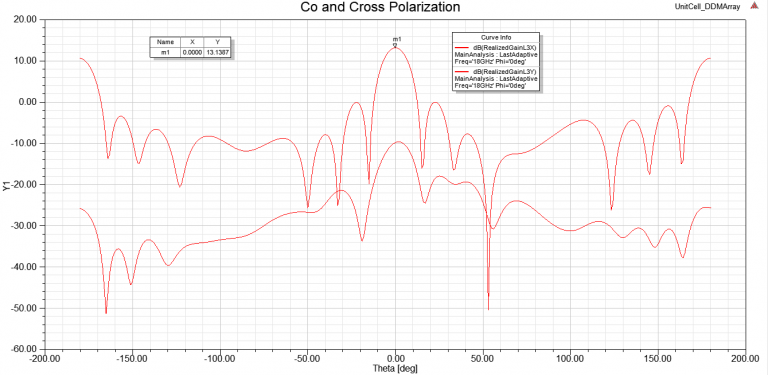 Co and Cross Polarization
UnitCell_DDMArray
Name X Y
m1 0.0000 13.1367
m1
Curve Info
dB(RealizedGainL3X)
MainAnalysis : LastAdaptive
Freq='18GHz' Phi='0deg'
dB(RealizedGainL3Y)
MainAnalysis : LastAdaptive
Freq='18GHz' Phi='0deg'
20.00
10.00
0.00
-10.00
-20.00
-30.00
-40.00
-50.00
-60.00
Y1
-200.00 -150.00 -100.00 -50.00 0.00 50.00 100.00 150.00 200.00
Theta [deg]